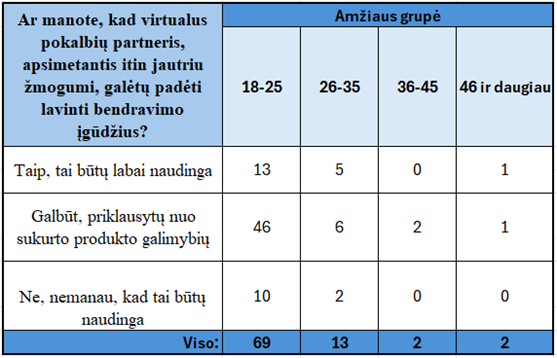 Ar manote, kad virtualus
pokalbių partneris,
apsimetantis itin jautriu
žmogumi, galėtų padėti
lavinti bendravimo
įgūdžius?
Amžiaus grupė
18-25 26-35 36-45 46 ir daugiau
Taip, tai būtų labai naudinga 13 5 0 1
Galbūt, priklausytų nuo
sukurto produkto galimybių 46 6 2 1
Ne, nemanau, kad tai būtų
naudinga 10 2 0 0
Viso: 69 13 2 2